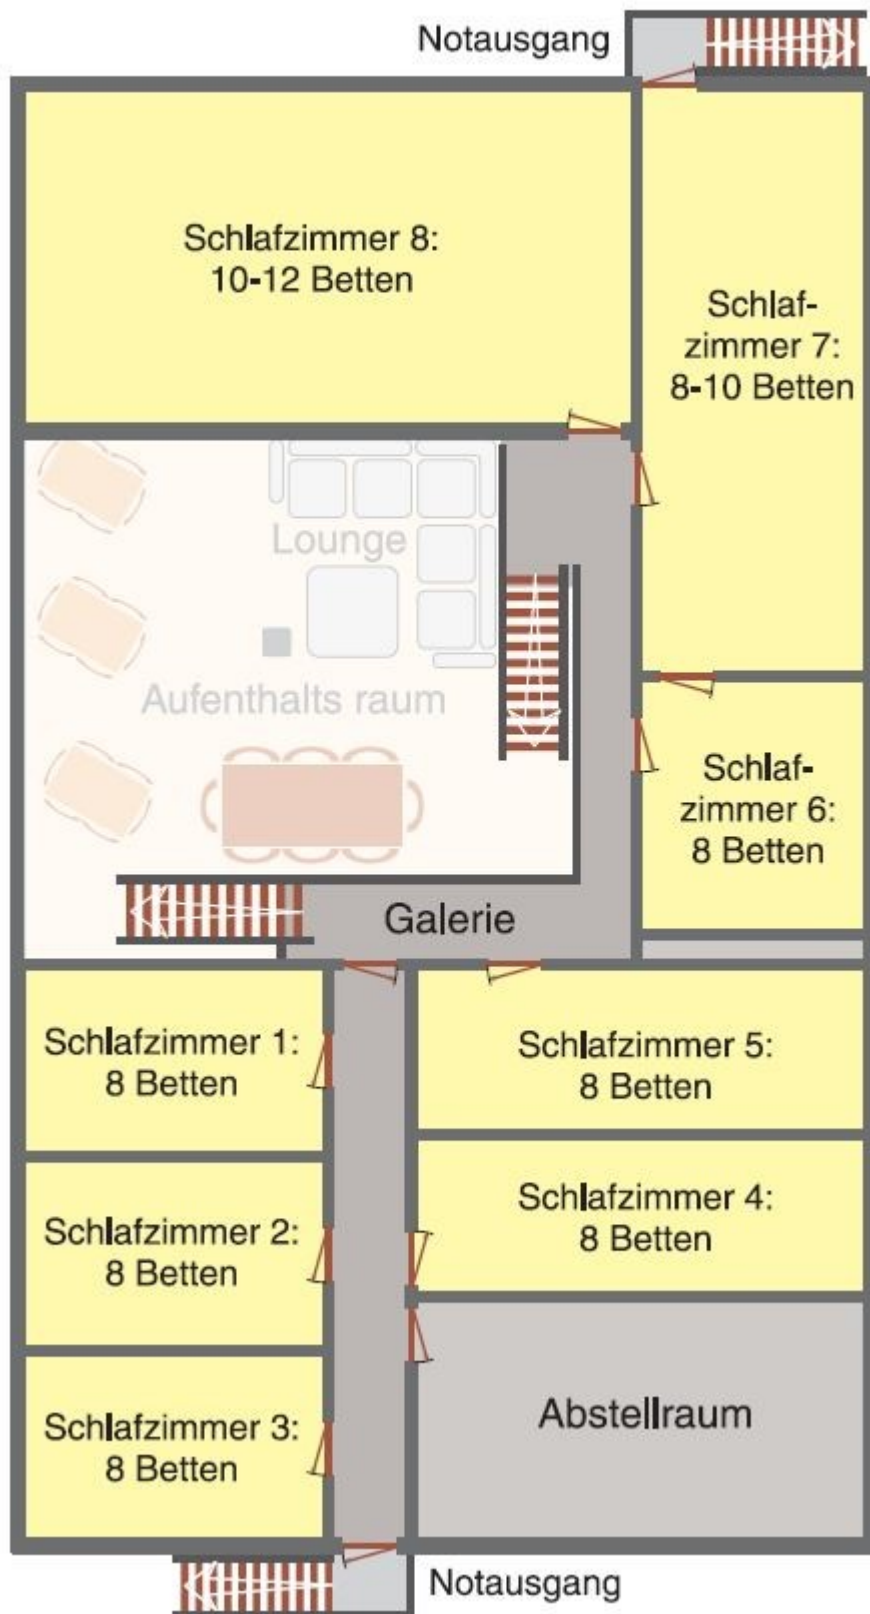 Notausgang
Schlafzimmer 8:
10-12 Betten
Schlaf-
zimmer 7:
8-10 Betten
Lounge
Aufenthalts raum
Schlaf-
zimmer 6:
8 Betten
Galerie
Schlafzimmer 1:
8 Betten
Schlafzimmer 5:
8 Betten
Schlafzimmer 2:
8 Betten
Schlafzimmer 4:
8 Betten
Schlafzimmer 3:
8 Betten
Abstellraum
Notausgang